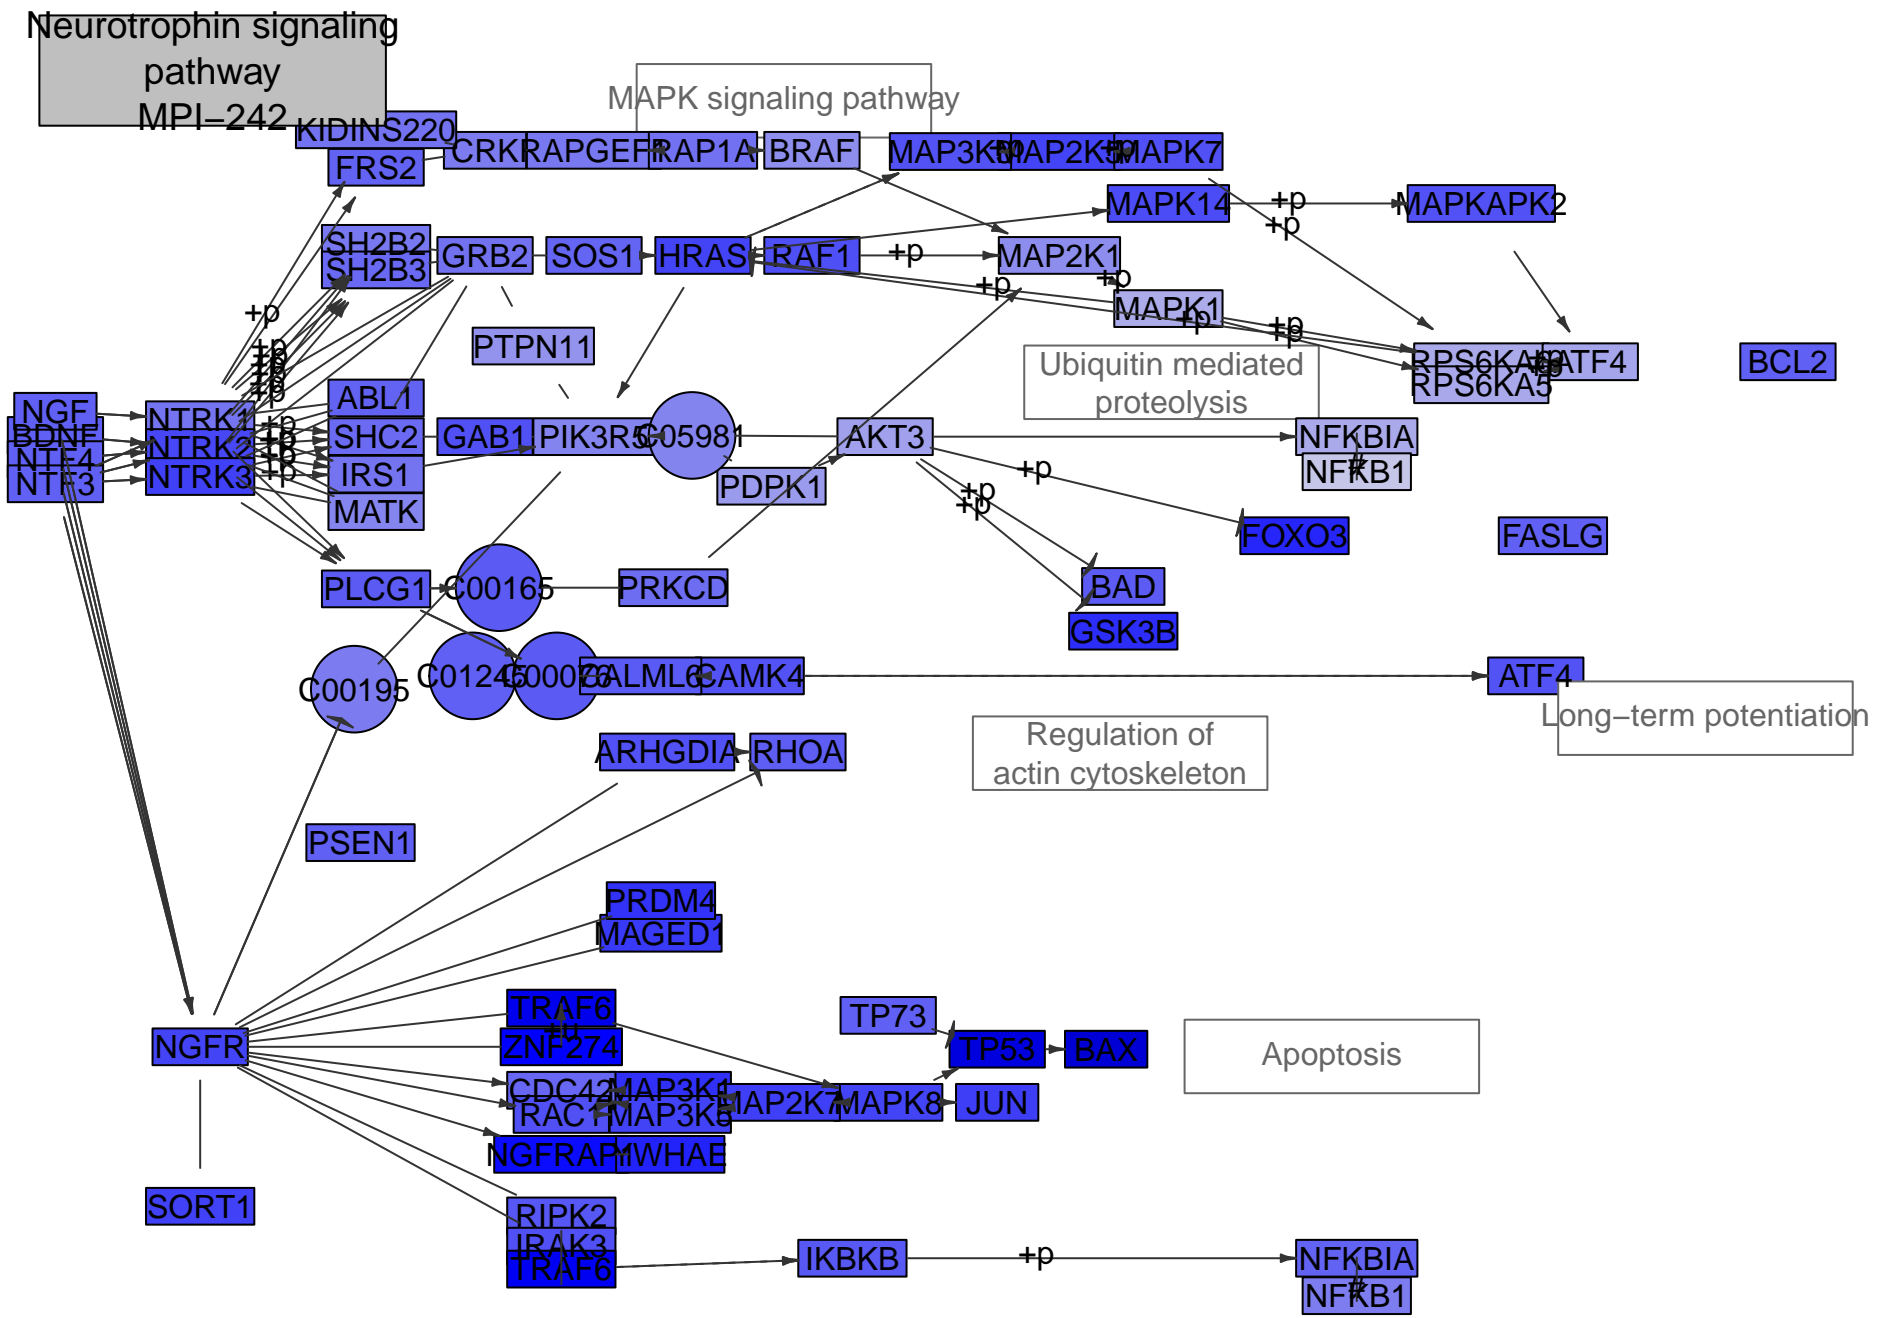 Neurotrophin signaling
pathway
MPI−242
MAPK signaling pathway
KIDINS220
FRS2
RAP1A
BRAF
MAPK7
+p
+p
MAPK14
+p
MAPKAPK2
+p
SH2B2
SH2B3
GRB2
SOS1
HRAS
RAF1
+p
MAP2K1
+p
+p
MAPK1
+p
+p
+p
+p
PTPN11
Ubiquitin mediated
proteolysis
RPS6KA5
ATF4
BCL2
+p
+p
+p
+p
+p
NGF
BDNF
NTF4
NTF3
NTRK1
NTRK2
NTRK3
+p
+p
+p
+p
ABL1
SHC2
IRS1
MATK
GAB1
PIK3R5
C05981
AKT3
PDPK1
+p
+p
+p
NFKBIA
NFKB1
FOXO3
FASLG
PLCG1
C00165
PRKCD
BAD
GSK3B
C00195
C01245
C00076
CALML6
CAMK4
ATF4
Long−term potentiation
ARHGDIA
RHOA
Regulation of
actin cytoskeleton
PSEN1
PRDM4
MAGED1
NGFR
TRAF6
+u
ZNF274
TP73
TP53
BAX
Apoptosis
CDC42
RAC1
MAP3K1
MAP3K5
MAP2K7
MAPK8
JUN
NGFRAP1
YWHAE
SORT1
RIPK2
IRAK3
TRAF6
IKBKB
+p
NFKBIA
NFKB1